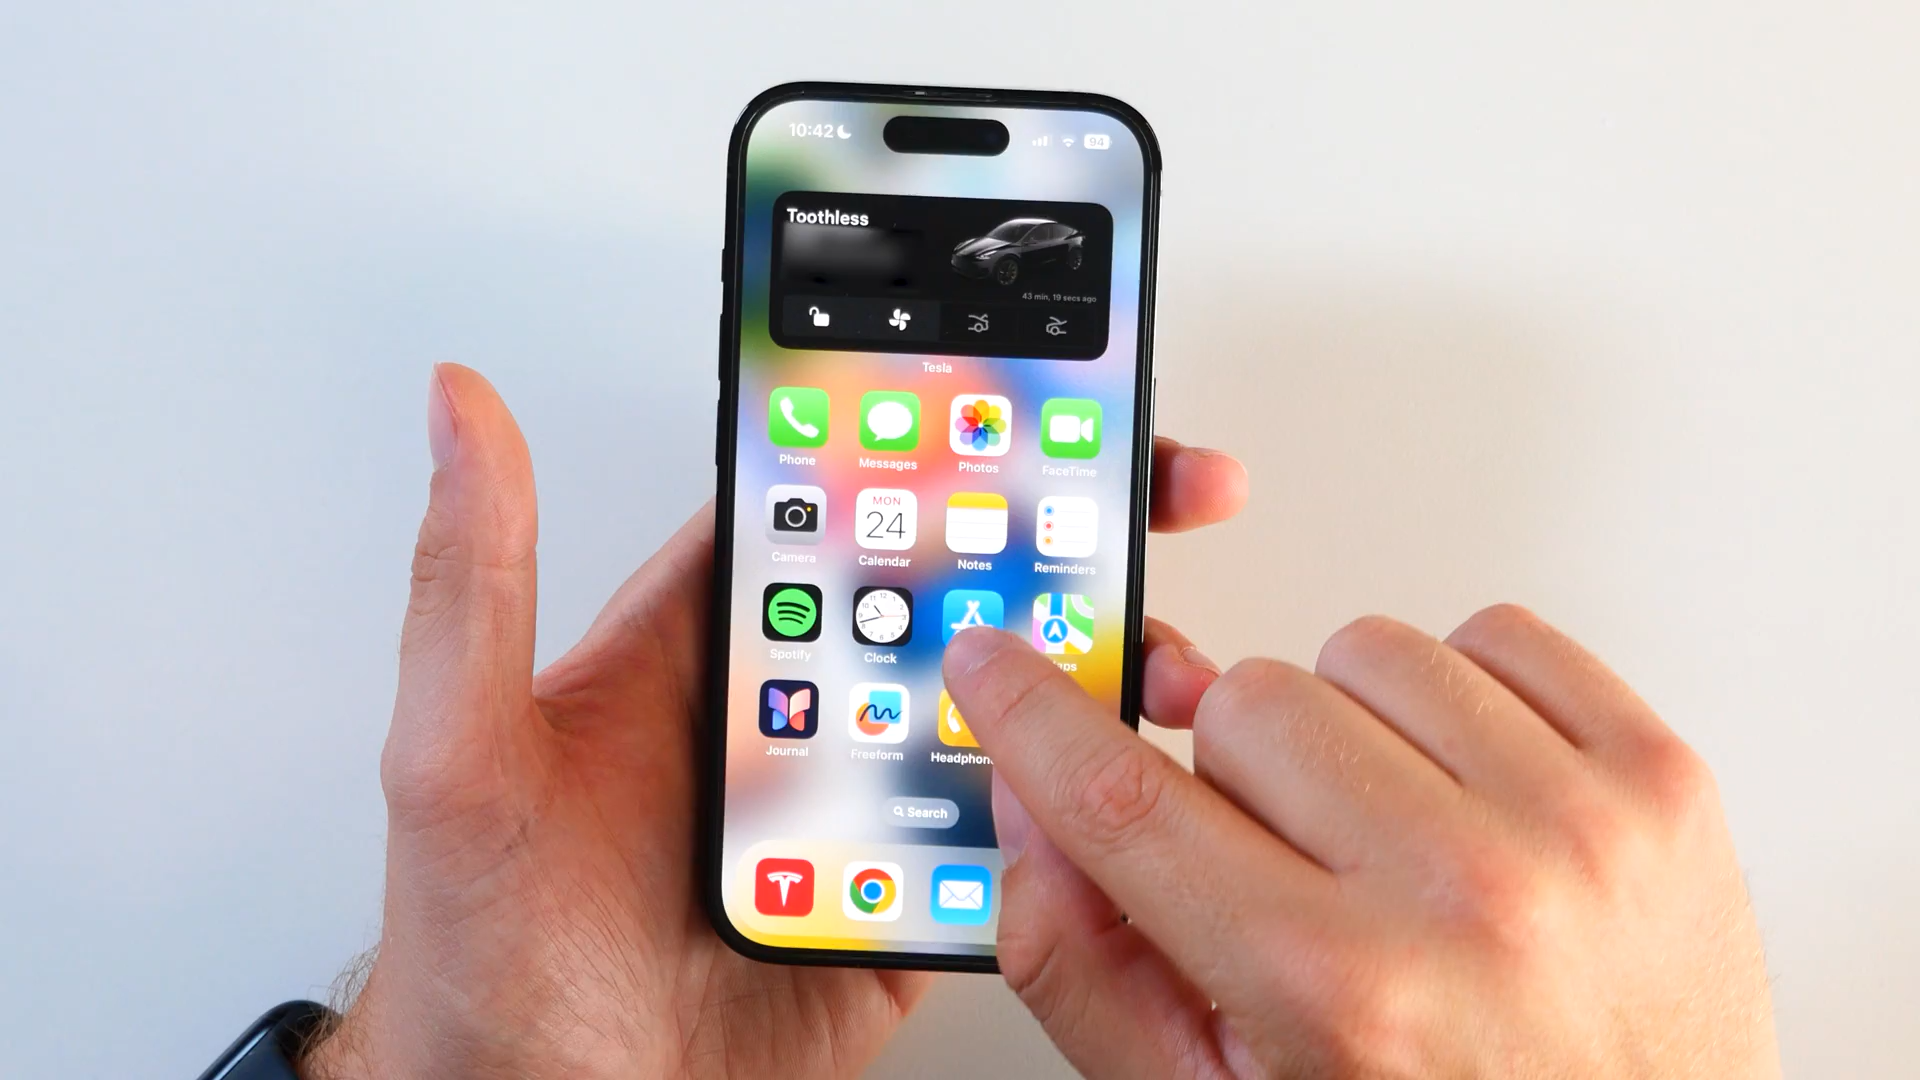 10:42
94
Toothless
43 min, 19 secs ago
Tesla
Phone Messages Photos FaceTime
MON
24
Camera Calendar Notes Reminders
Spotify Clock
Journal Freeform
Search